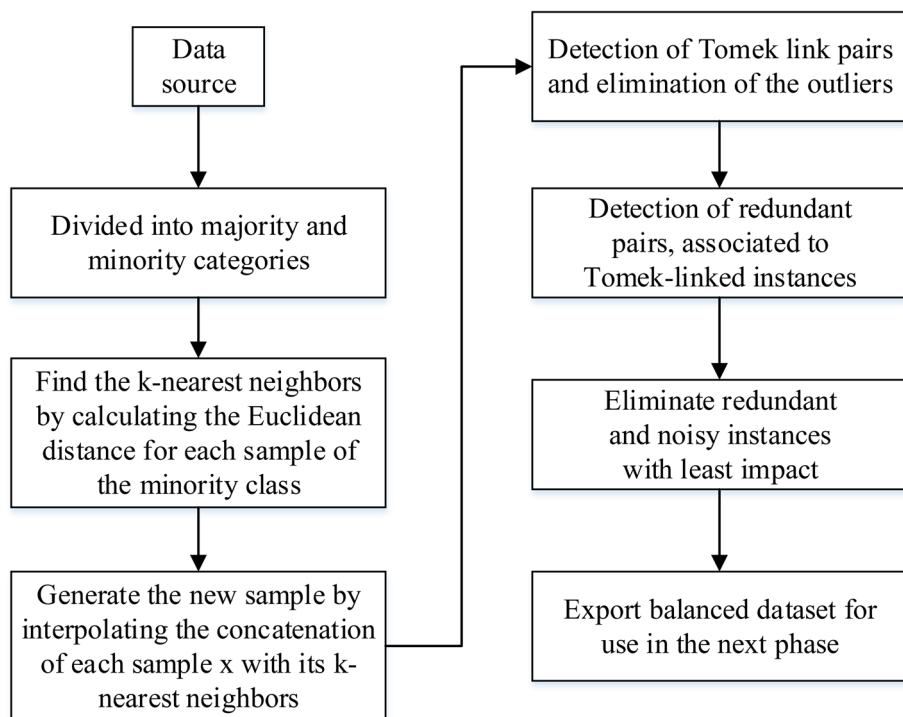 Data
source
Divided into majority and
minority categories
Find the k-nearest neighbors
by calculating the Euclidean
distance for each sample of
the minority class
Generate the new sample by
interpolating the concatenation
of each sample x with its k-
nearest neighbors
Detection of Tomek link pairs
and elimination of the outliers
Detection of redundant
pairs, associated to
Tomek-linked instances
Eliminate redundant
and noisy instances
with least impact
Export balanced dataset for
use in the next phase